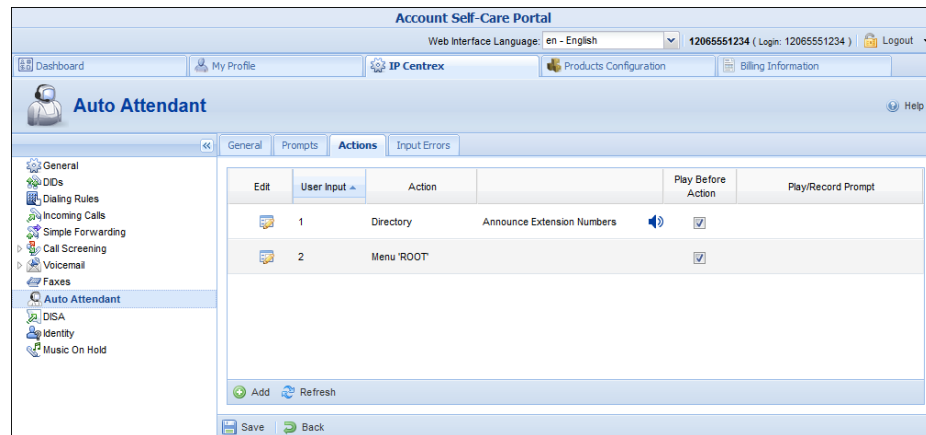 Account Self-Care Portal
Web Interface Language: en - English 12065551234 ( Login: 12065551234 ) Logout
Dashboard My Profile IP Centrex Products Configuration Billing Information
Auto Attendant Help
General Prompts Actions Input Errors
General
DIDs
Dialing Rules
Incoming Calls
Simple Forwarding
Call Screening
Voicemail
Faxes
Auto Attendant
DISA
Identity
Music On Hold
Edit User Input Action Play Before Action Play/Record Prompt
1 Directory Announce Extension Numbers
2 Menu 'ROOT'
Add Refresh
Save Back